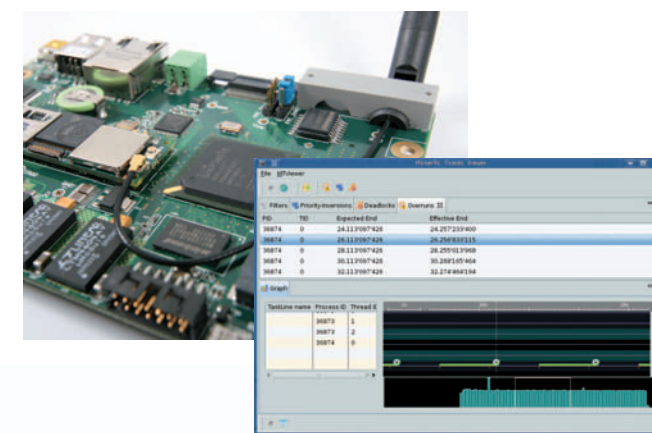 File MTViewer
Filters Priority-Inversions Deadlocks Overruns
PID TID Expected End Effective End
36874 0 24.113'097'426 24.257'233'400
36874 0 26.113'097'426 26.256'833'115
36874 0 28.113'097'426 28.255'013'968
36874 0 30.113'097'426 30.268'165'464
36874 0 32.113'097'426 32.274'464'194
Graph
TaskLine name Process ID Thread I
36873 1
36873 2
36874 0